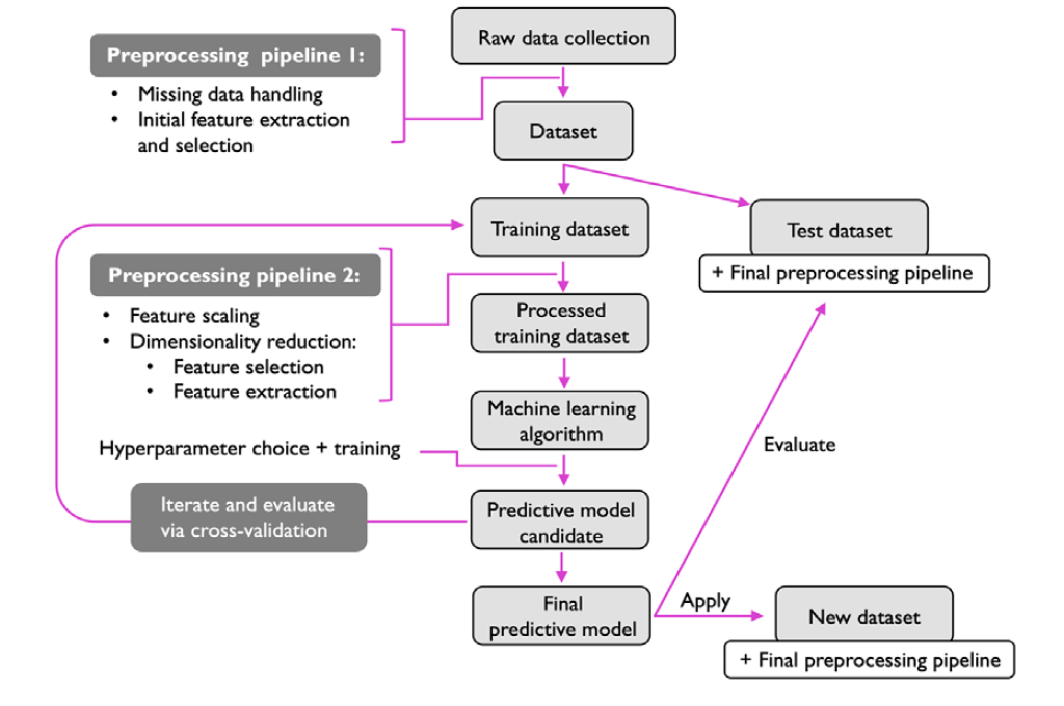 Raw data collection
Preprocessing pipeline 1:
• Missing data handling
• Initial feature extraction
and selection
Dataset
Training dataset
Test dataset
+ Final preprocessing pipeline
Preprocessing pipeline 2:
• Feature scaling
• Dimensionality reduction:
• Feature selection
• Feature extraction
Processed
training dataset
Machine learning
algorithm
Evaluate
Hyperparameter choice + training
Iterate and evaluate
via cross-validation
Predictive model
candidate
Final
predictive model
Apply
New dataset
+ Final preprocessing pipeline